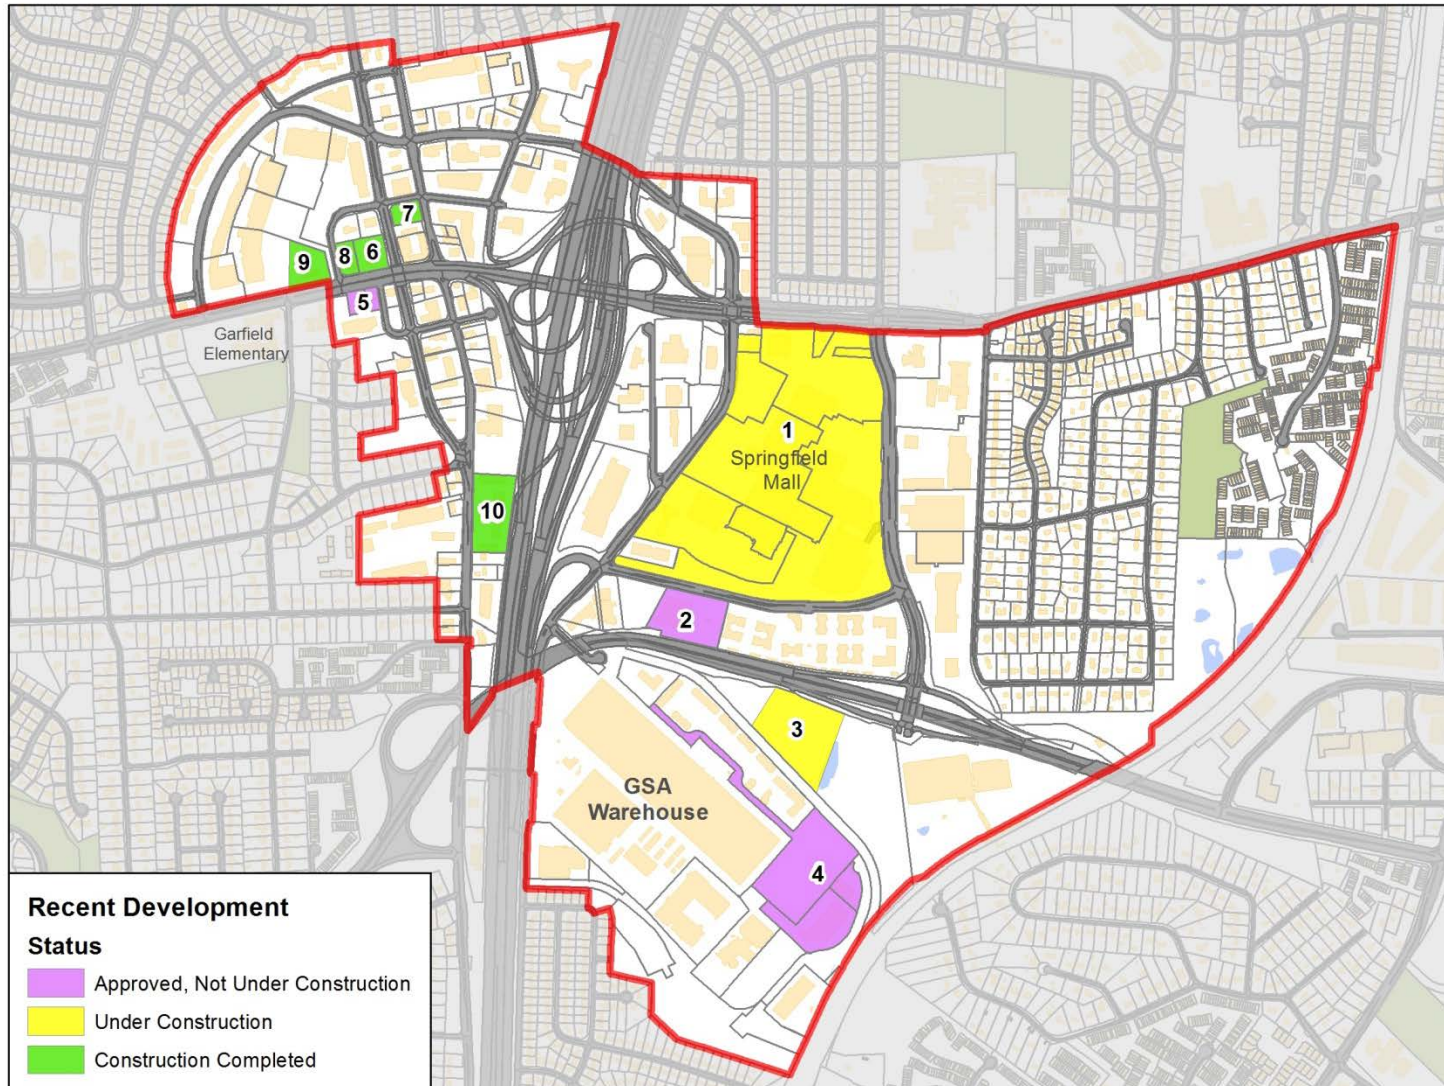 7
9
8
6
5
Garfield
Elementary
1
Springfield
Mall
10
2
3
GSA
Warehouse
4
Recent Development
Status
Approved, Not Under Construction
Under Construction
Construction Completed